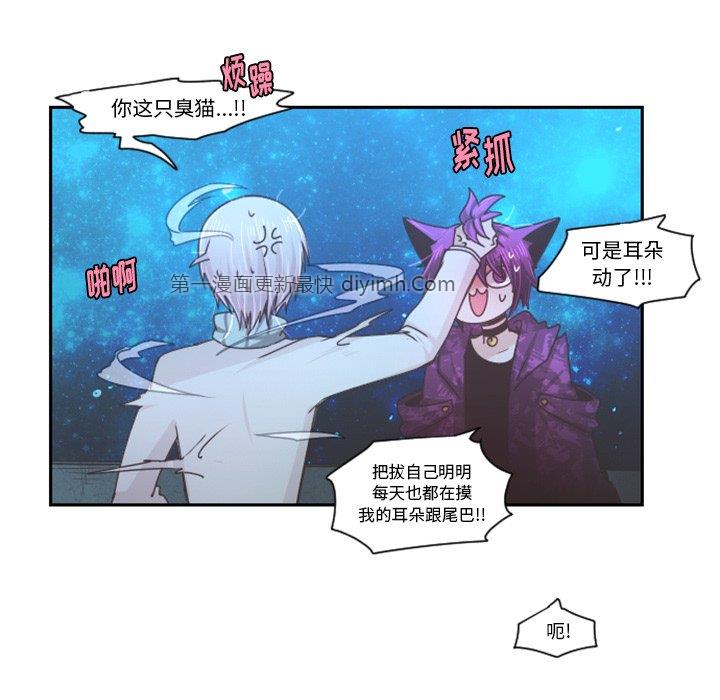 烦躁
你这只臭猫...!!
紧抓
可是耳朵
动了!!!
啪啊
第一漫画更新最快 diyimh.Com
把拔自己明明
每天也都在摸
我的耳朵跟尾巴!!
呃!